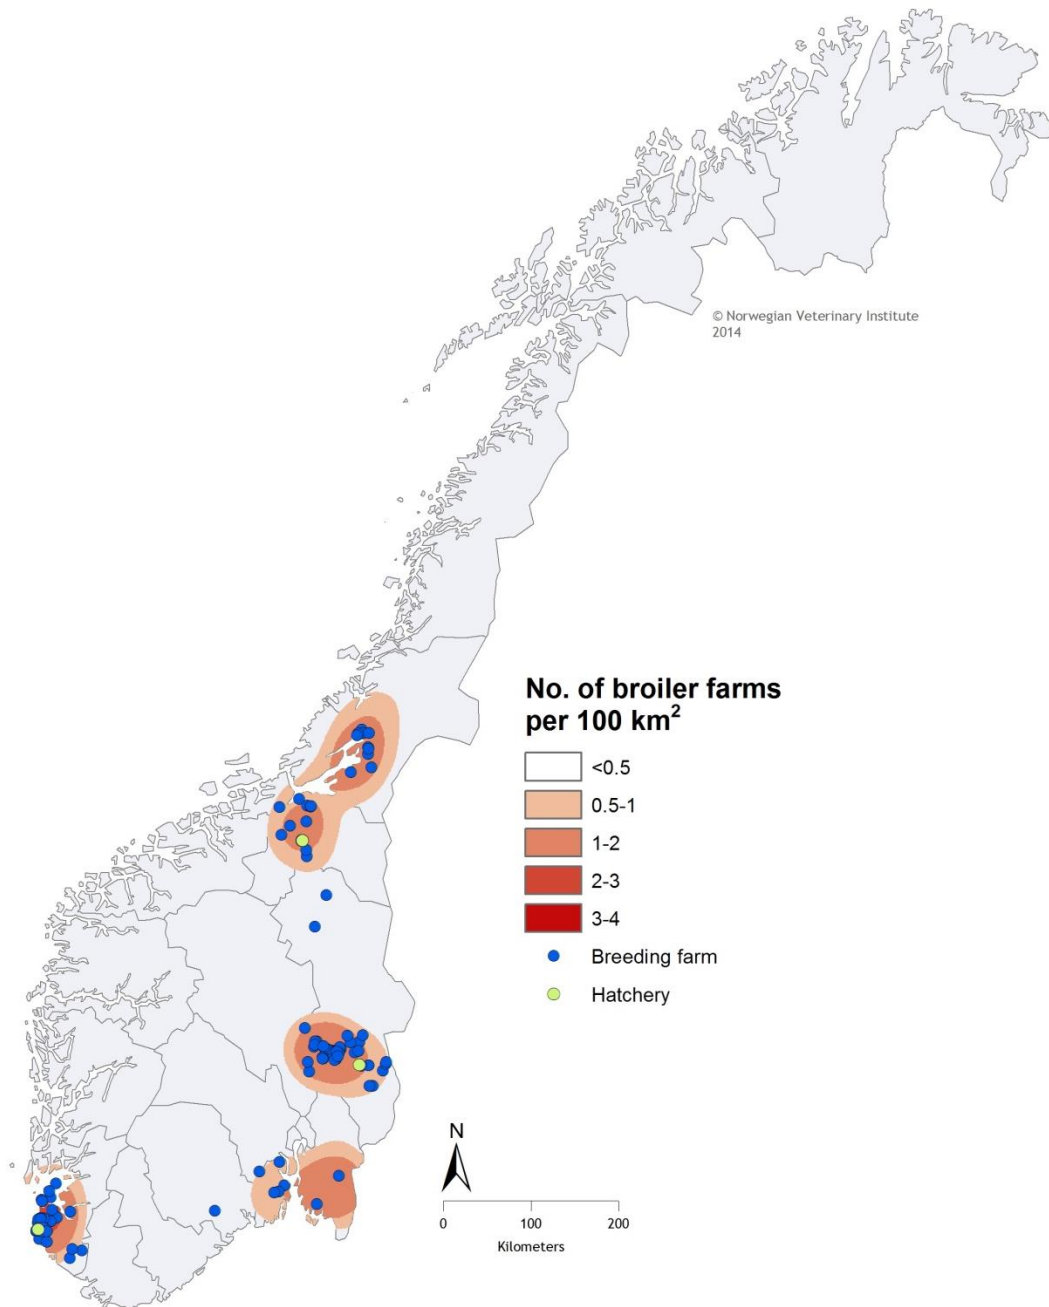 © Norwegian Veterinary Institute
2014
No. of broiler farms
per 100 km²
<0.5
0.5-1
1-2
2-3
3-4
Breeding farm
Hatchery
N
0 100 200
Kilometers